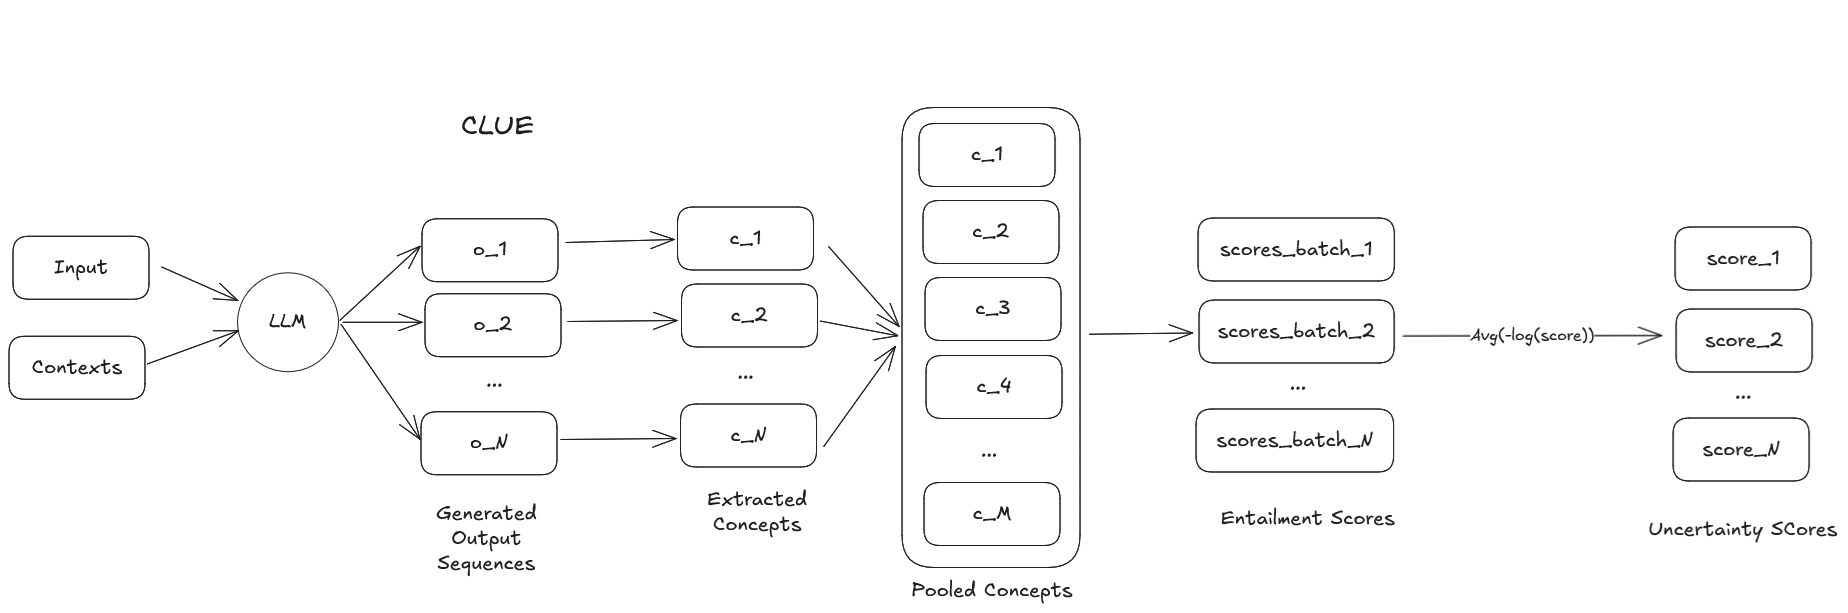 CLUE
Input
Contexts
LLM
o_1
o_2
...
o_N
Generated
Output
Sequences
c_1
c_2
...
c_N
Extracted
Concepts
c_1
c_2
c_3
c_4
...
c_M
Pooled Concepts
scores_batch_1
scores_batch_2
...
scores_batch_N
Entailment Scores
Avg(-log(score))
score_1
score_2
...
score_N
Uncertainty SCores